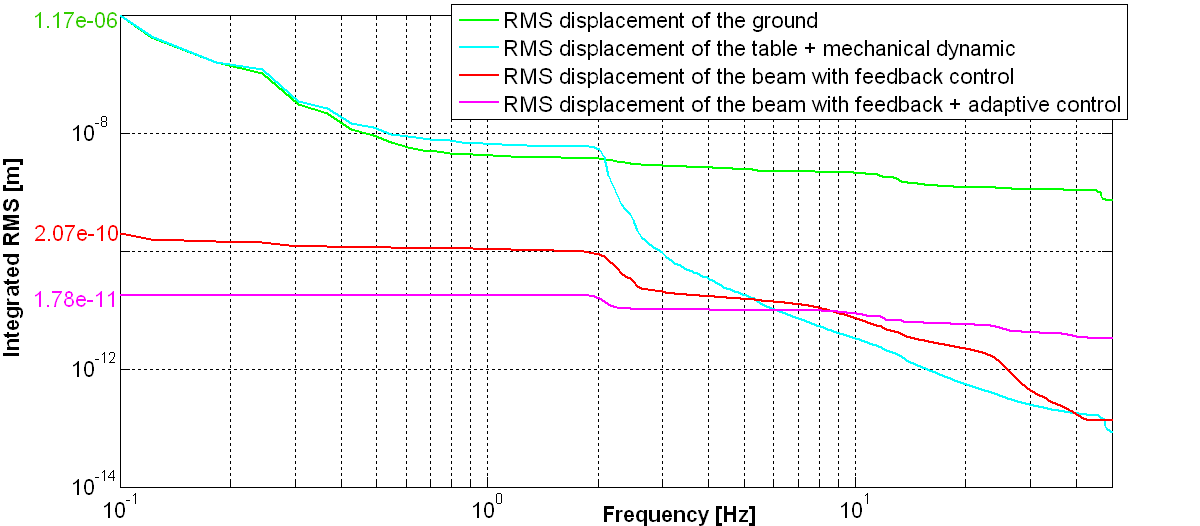 1.17e-06
RMS displacement of the ground
RMS displacement of the table + mechanical dynamic
RMS displacement of the beam with feedback control
RMS displacement of the beam with feedback + adaptive control
10^-8
Integrated RMS [m]
2.07e-10
1.78e-11
10^-12
10^-14
10^-1
10^0
10^1
Frequency [Hz]